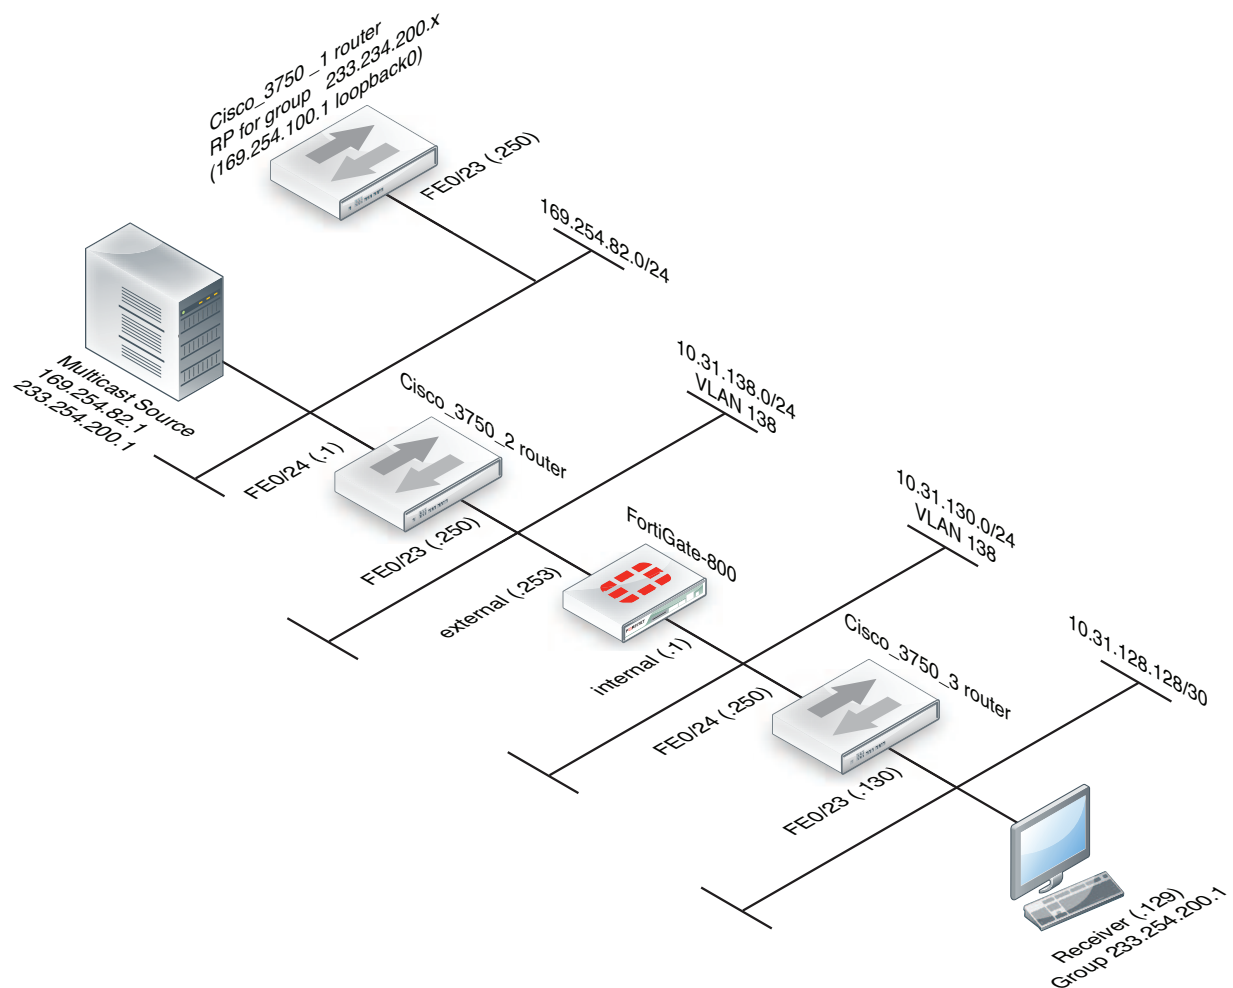 Cisco_3750 _1 router
RP for group 233.234.200.x
(169.254.100.1 loopback0)
FE0/23 (.250)
169.254.82.0/24
Multicast Source
169.254.82.1
233.254.200.1
FE0/24 (.1)
Cisco_3750_2 router
10.31.138.0/24
VLAN 138
FE0/23 (.250)
external (.253)
FortiGate-800
10.31.130.0/24
VLAN 138
internal (.1)
FE0/24 (.250)
Cisco_3750_3 router
10.31.128.128/30
FE0/23 (.130)
Receiver (.129)
Group 233.254.200.1